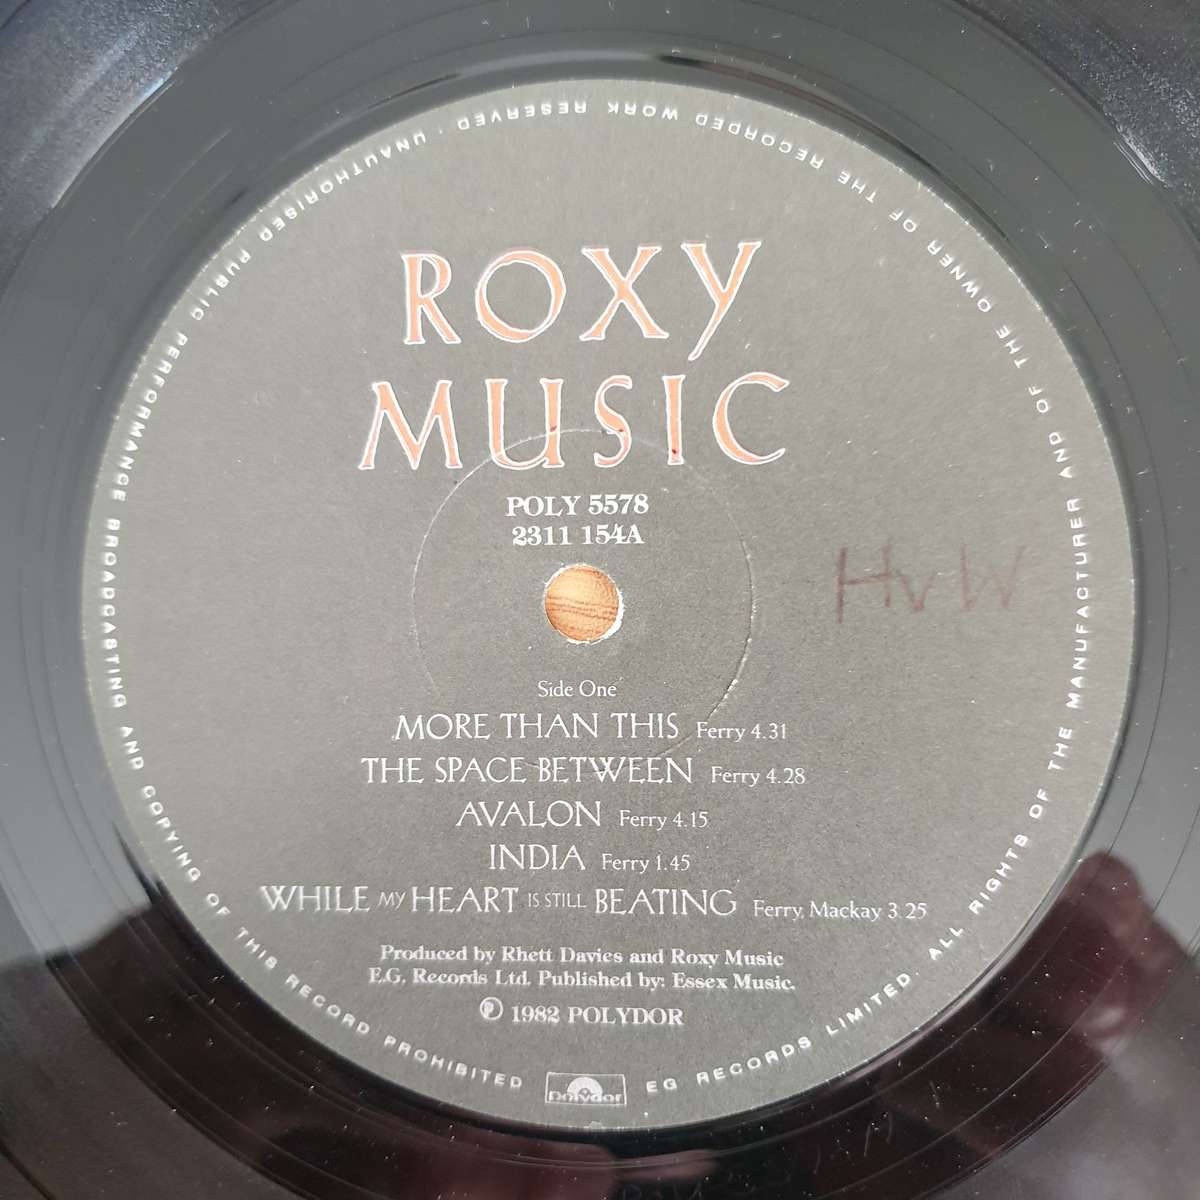 ROXY
MUSIC
POLY 5578
2311 154A
HvW
Side One
MORE THAN THIS Ferry 4.31
THE SPACE BETWEEN Ferry 4.28
AVALON Ferry 4.15
INDIA Ferry 1.45
WHILE MY HEART IS STILL BEATING Ferry, Mackay 3.25
Produced by Rhett Davies and Roxy Music
E.G. Records Ltd. Published by: Essex Music.
Ⓟ 1982 POLYDOR
Polydor
EG RECORDS LIMITED. ALL RIGHTS OF THE MANUFACTURER AND OF THE OWNER OF THE RECORDED WORK RESERVED · UNAUTHORISED PUBLIC PERFORMANCE BROADCASTING AND COPYING OF THIS RECORD PROHIBITED